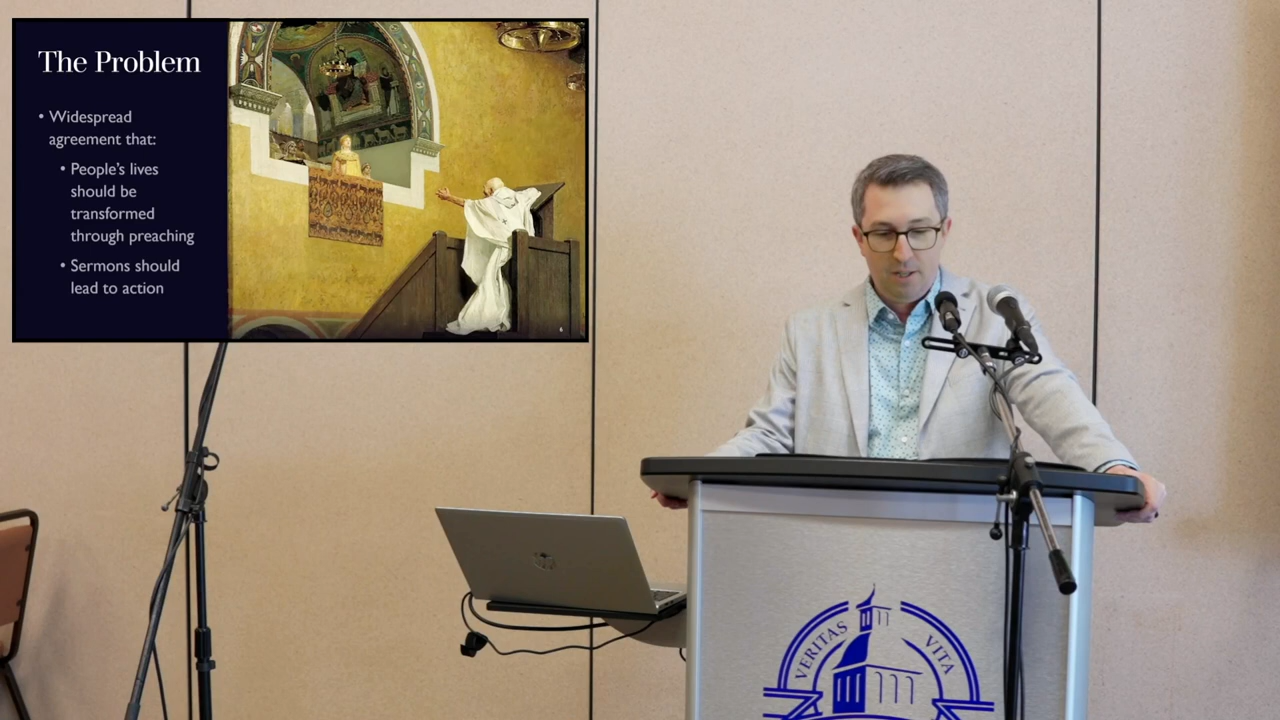 The Problem
• Widespread
agreement that:
• People's lives
should be
transformed
through preaching
• Sermons should
lead to action
6
VERITAS VITA